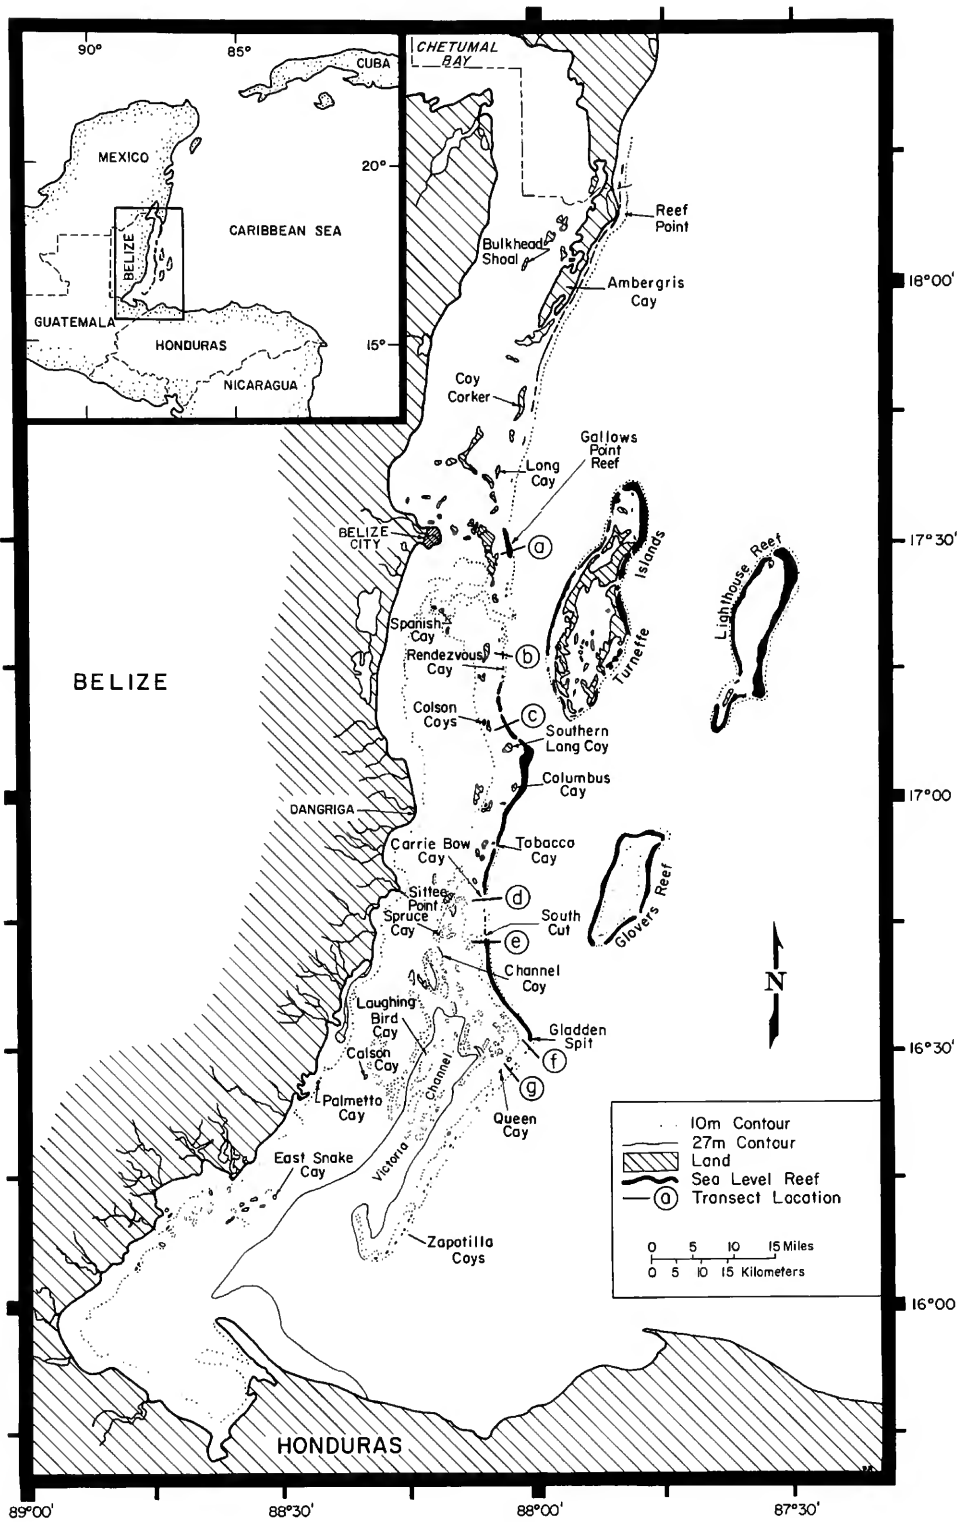 90°
85°
CUBA
MEXICO
20°
CARIBBEAN SEA
BELIZE
GUATEMALA
HONDURAS
15°
NICARAGUA
CHETUMAL
BAY
Reef
Point
Bulkhead
Shoal
Ambergris
Cay
18°00'
Cay
Corker
Gallows
Point
Reef
Long
Cay
BELIZE
CITY
a
17°30'
Turneffe Islands
Lighthouse Reef
Spanish
Cay
Rendezvous
Cay
b
BELIZE
Colson
Cays
c
Southern
Long Cay
Columbus
Cay
17°00'
DANGRIGA
Carrie Bow
Cay
Tobacco
Cay
Glovers Reef
Sittee
Point
d
Spruce
Cay
South
Cut
e
Channel
Cay
N
Laughing
Bird
Cay
Gladden
Spit
16°30'
f
Calson
Cay
g
Palmetto
Cay
Queen
Cay
Victoria Channel
East Snake
Cay
Zapotilla
Cays
10m Contour
27m Contour
Land
Sea Level Reef
a Transect Location
0 5 10 15 Miles
0 5 10 15 Kilometers
16°00
HONDURAS
89°00'
88°30'
88°00'
87°30'